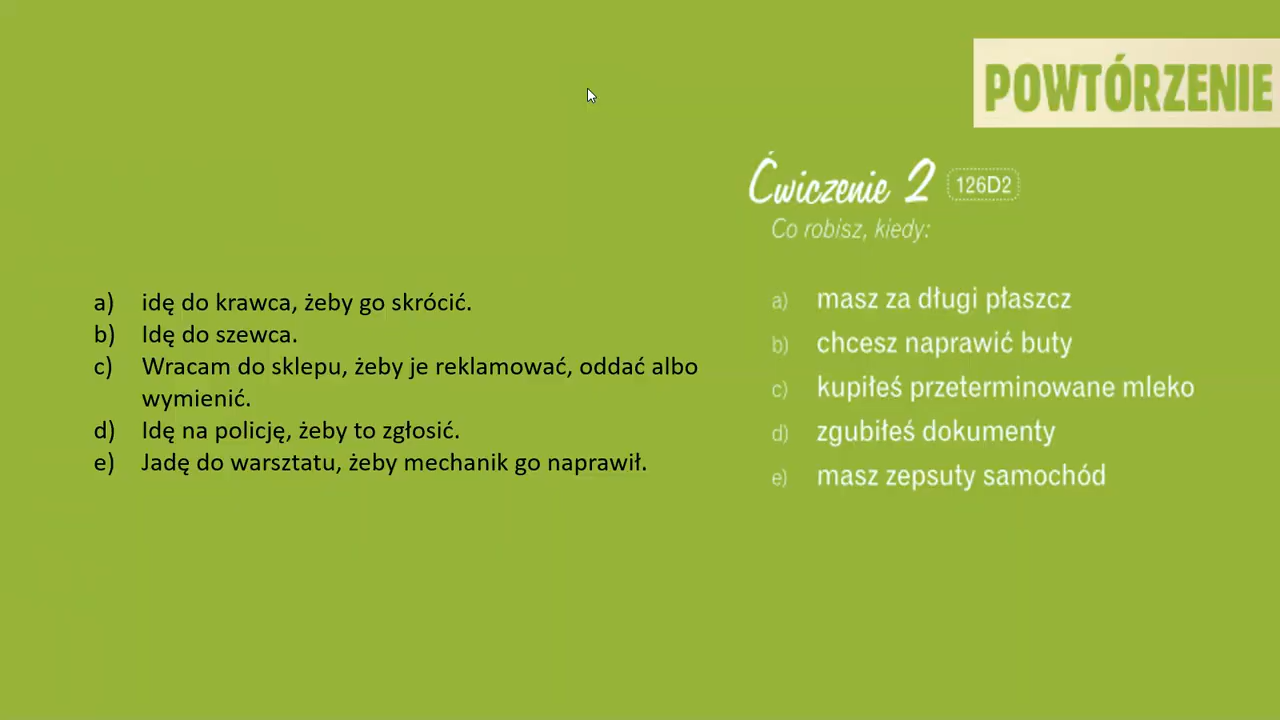 POWTÓRZENIE
Ćwiczenie 2 126D2
Co robisz, kiedy:
a) masz za długi płaszcz
b) chcesz naprawić buty
c) kupiłeś przeterminowane mleko
d) zgubiłeś dokumenty
e) masz zepsuty samochód
a) idę do krawca, żeby go skrócić.
b) Idę do szewca.
c) Wracam do sklepu, żeby je reklamować, oddać albo
wymienić.
d) Idę na policję, żeby to zgłosić.
e) Jadę do warsztatu, żeby mechanik go naprawił.